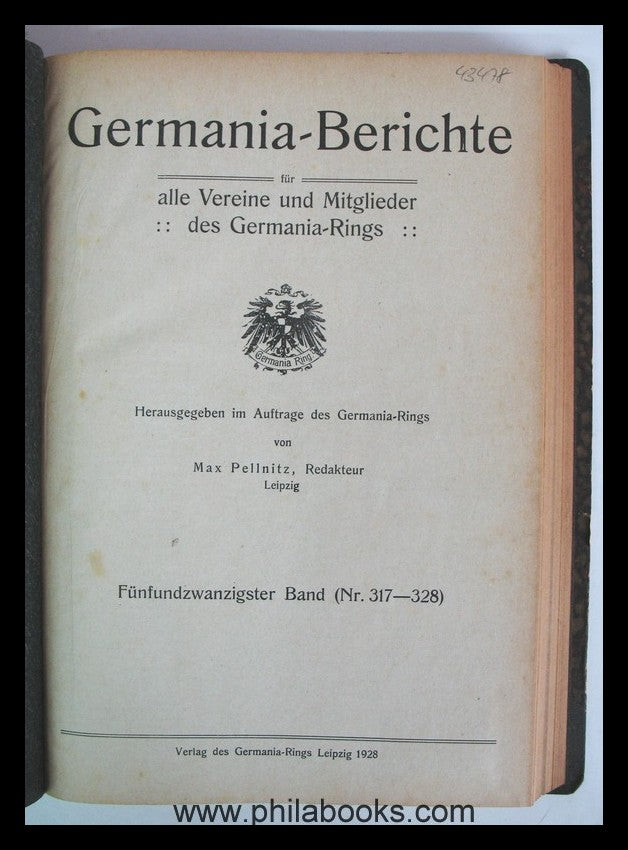 43478
Germania-Berichte
für
alle Vereine und Mitglieder
:: des Germania-Rings ::
Germania Ring
Herausgegeben im Auftrage des Germania-Rings
von
Max Pellnitz, Redakteur
Leipzig
Fünfundzwanzigster Band (Nr. 317—328)
Verlag des Germania-Rings Leipzig 1928
www.philabooks.com